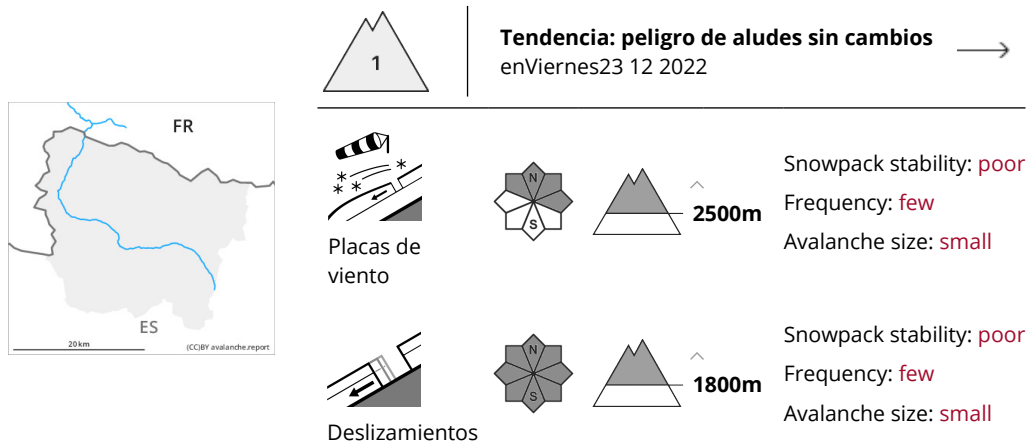 1
Tendencia: peligro de aludes sin cambios
enViernes23 12 2022
FR
ES
20 km
(CC)BY avalanche.report
Placas de
viento
N
S
2500m
Snowpack stability: poor
Frequency: few
Avalanche size: small
Deslizamientos
N
S
1800m
Snowpack stability: poor
Frequency: few
Avalanche size: small